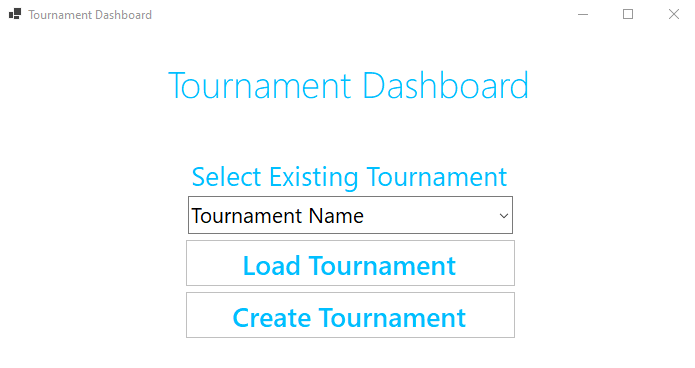 Tournament Dashboard
Tournament Dashboard
Select Existing Tournament
Tournament Name
Load Tournament
Create Tournament